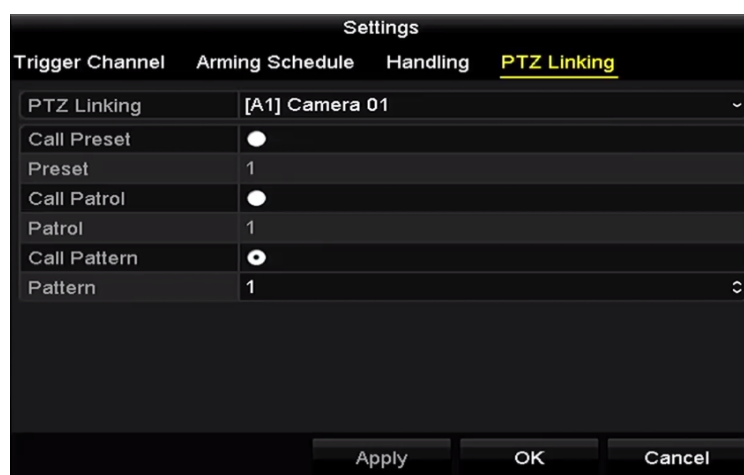 Settings
Trigger Channel Arming Schedule Handling PTZ Linking
PTZ Linking [A1] Camera 01
Call Preset
Preset 1
Call Patrol
Patrol 1
Call Pattern
Pattern 1
Apply OK Cancel